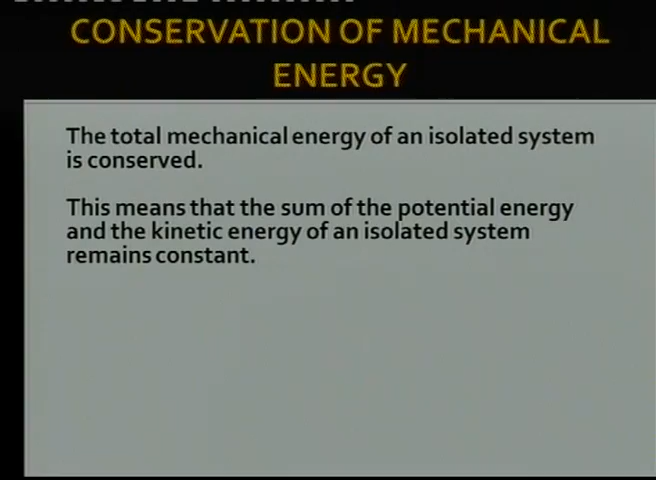 CONSERVATION OF MECHANICAL
ENERGY
The total mechanical energy of an isolated system
is conserved.
This means that the sum of the potential energy
and the kinetic energy of an isolated system
remains constant.